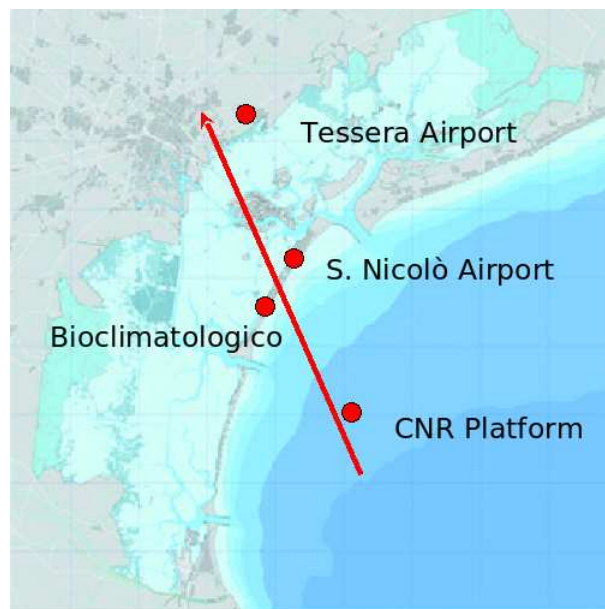 Tessera Airport
S. Nicolò Airport
Bioclimatologico
CNR Platform